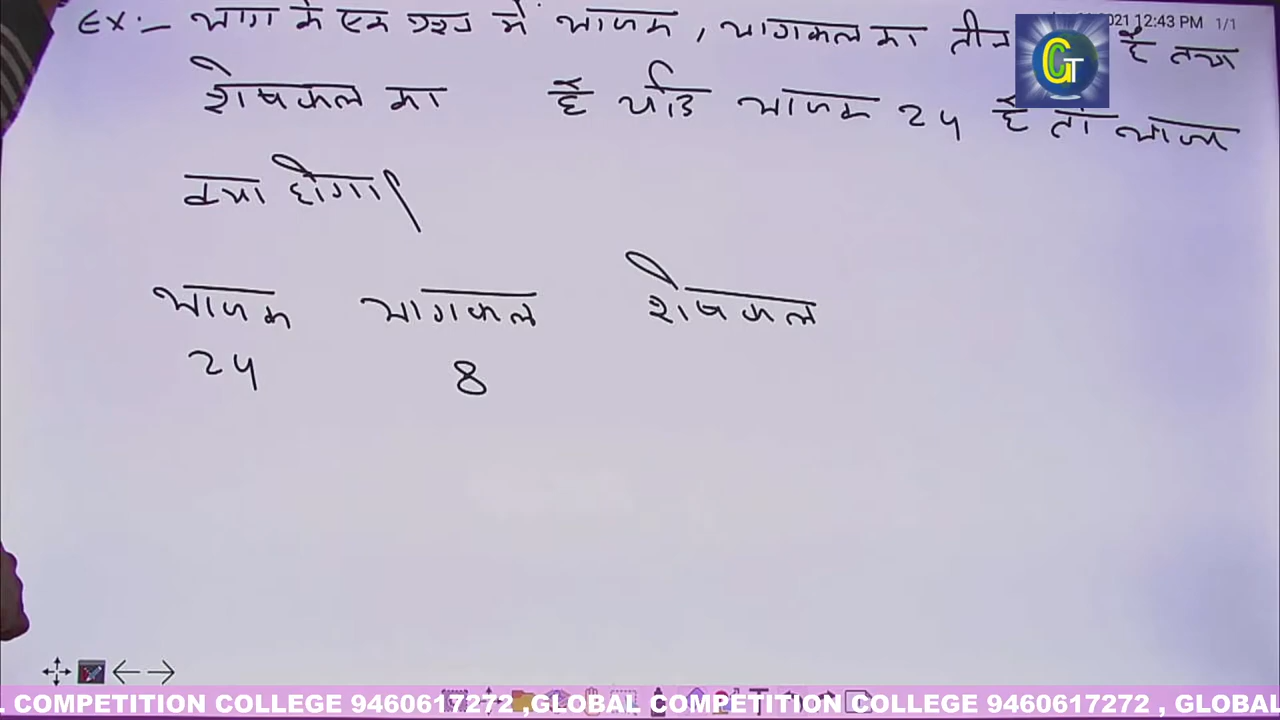 Ex:- भाग के एक प्रश्न में भाजक, भागफल का तीन है तथा
2021 12:43 PM 1/1
GT
शेषफल का है यदि भाजक 24 है तो भाज्य
क्या होगा।
भाजक भागफल शेषफल
24 8
COMPETITION COLLEGE 9460617272 ,GLOBAL COMPETITION COLLEGE 9460617272 , GLOBAL